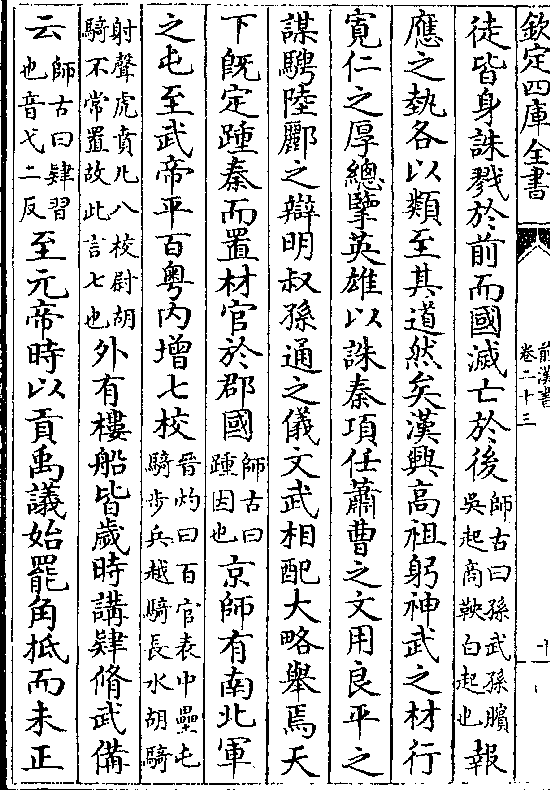 欽定四庫全書
前漢書
卷二十三
十
徒皆身誅戮於前而國滅亡於後師古曰孫武孫臏吳起商鞅白起也報
應之埶各以類至其道然矣漢興高祖躬神武之材行
寛仁之厚總擥英雄以誅秦項任蕭曹之文用良平之
謀騁陸酈之辯明叔孫通之儀文武相配大略舉焉天
下旣定踵秦而置材官於郡國師古曰踵因也京師有南北軍
之屯至武帝平百粤内增七校晉灼曰百官表中壘屯騎步兵越騎長水胡騎
射聲虎賁凡八校尉胡騎不常置故此言七也外有樓船皆歲時講肄脩武備
云師古曰肄習也音弋二反至元帝時以貢禹議始罷角抵而未正